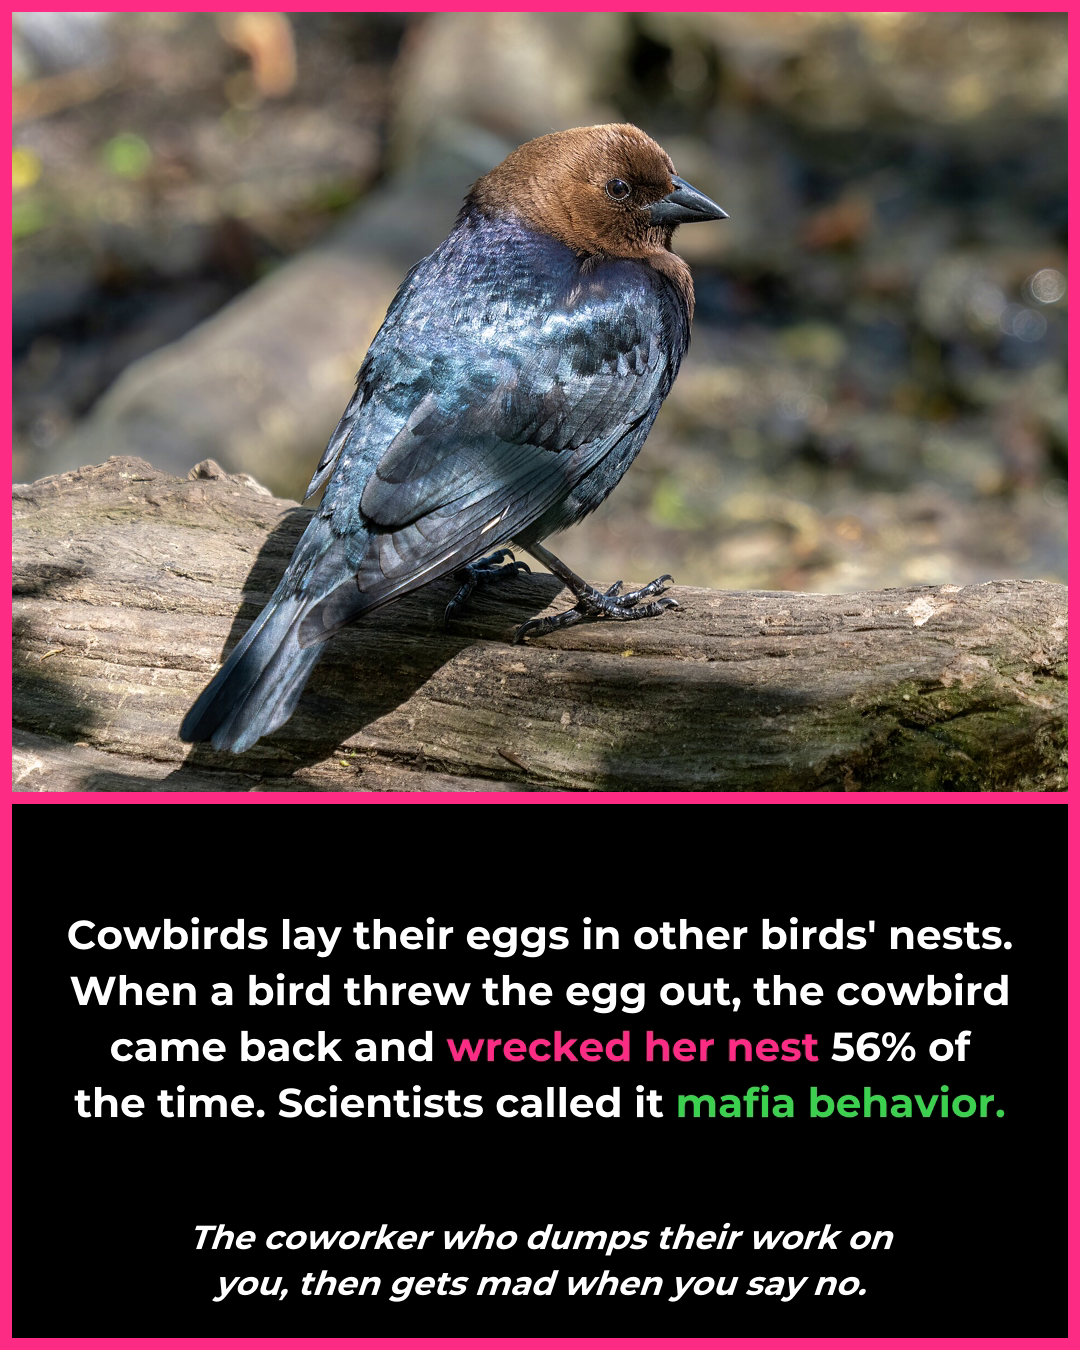 Cowbirds lay their eggs in other birds' nests.
When a bird threw the egg out, the cowbird
came back and wrecked her nest 56% of
the time. Scientists called it mafia behavior.
The coworker who dumps their work on
you, then gets mad when you say no.